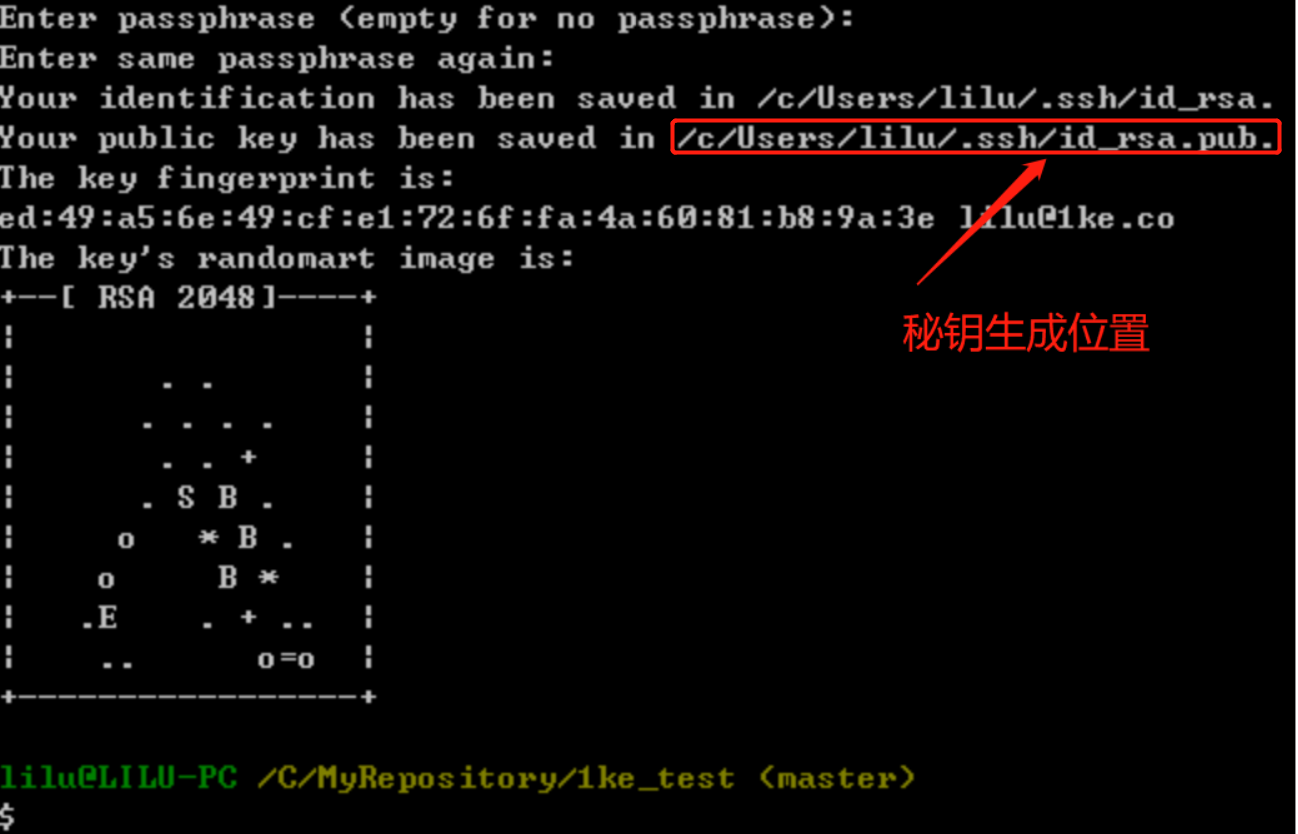 Enter passphrase (empty for no passphrase):
Enter same passphrase again:
Your identification has been saved in /c/Users/lilu/.ssh/id_rsa.
Your public key has been saved in /c/Users/lilu/.ssh/id_rsa.pub.
The key fingerprint is:
ed:49:a5:6e:49:cf:e1:72:6f:fa:4a:60:81:b8:9a:3e lilu@1ke.co
The key's randomart image is:
+--[ RSA 2048]----+
|                 |
|       . .       |
|      . . . .    |
|       . . +     |
|      . S B .    |
|     o   * B .   |
|    o     B *    |
|   .E    . + ..  |
|    ..      o=o  |
+-----------------+
秘钥生成位置
lilu@LILU-PC /C/MyRepository/1ke_test (master)
$